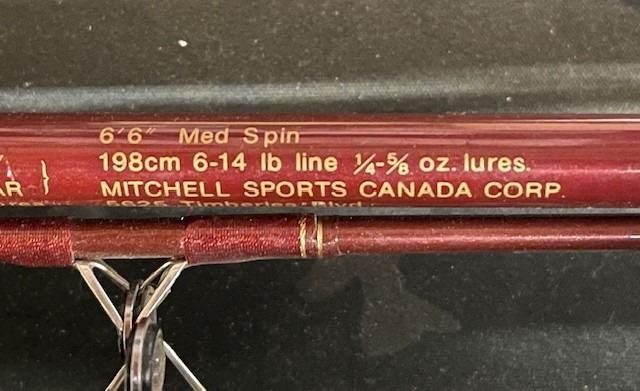 6'6" Med Spin
198cm 6-14 lb line ¼-⅝ oz. lures.
AR } MITCHELL SPORTS CANADA CORP.